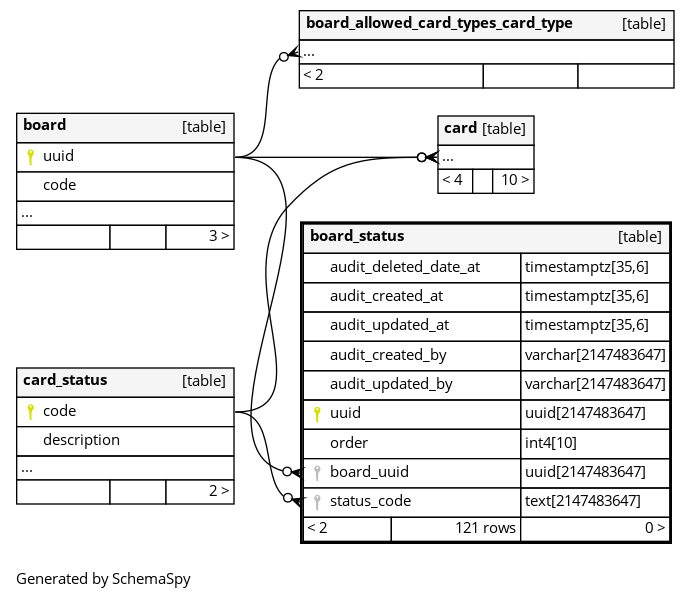 board_allowed_card_types_card_type [table]
...
< 2
board [table]
uuid
code
...
3 >
card [table]
...
< 4 10 >
board_status [table]
audit_deleted_date_at timestamptz[35,6]
audit_created_at timestamptz[35,6]
audit_updated_at timestamptz[35,6]
audit_created_by varchar[2147483647]
audit_updated_by varchar[2147483647]
uuid uuid[2147483647]
order int4[10]
board_uuid uuid[2147483647]
status_code text[2147483647]
< 2 121 rows 0 >
card_status [table]
code
description
...
2 >
Generated by SchemaSpy